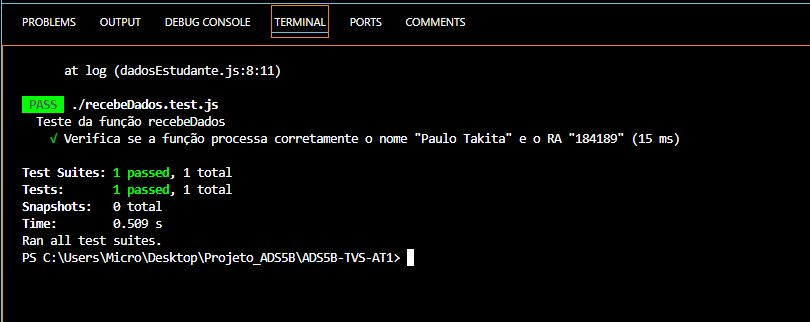 PROBLEMS OUTPUT DEBUG CONSOLE TERMINAL PORTS COMMENTS
at log (dadosEstudante.js:8:11)
PASS ./recebeDados.test.js
Teste da função recebeDados
√ Verifica se a função processa corretamente o nome "Paulo Takita" e o RA "184189" (15 ms)
Test Suites: 1 passed, 1 total
Tests: 1 passed, 1 total
Snapshots: 0 total
Time: 0.509 s
Ran all test suites.
PS C:\Users\Micro\Desktop\Projeto_ADS5B\ADS5B-TVS-AT1>